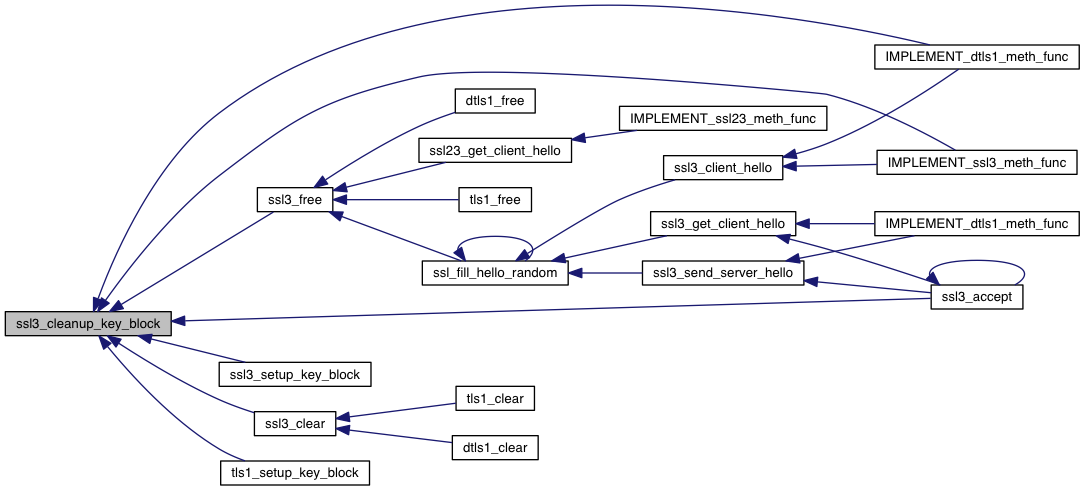 IMPLEMENT_dtls1_meth_func
dtls1_free
IMPLEMENT_ssl23_meth_func
ssl23_get_client_hello
ssl3_client_hello
IMPLEMENT_ssl3_meth_func
ssl3_free
tls1_free
ssl3_get_client_hello
IMPLEMENT_dtls1_meth_func
ssl_fill_hello_random
ssl3_send_server_hello
ssl3_accept
ssl3_cleanup_key_block
ssl3_setup_key_block
tls1_clear
ssl3_clear
dtls1_clear
tls1_setup_key_block